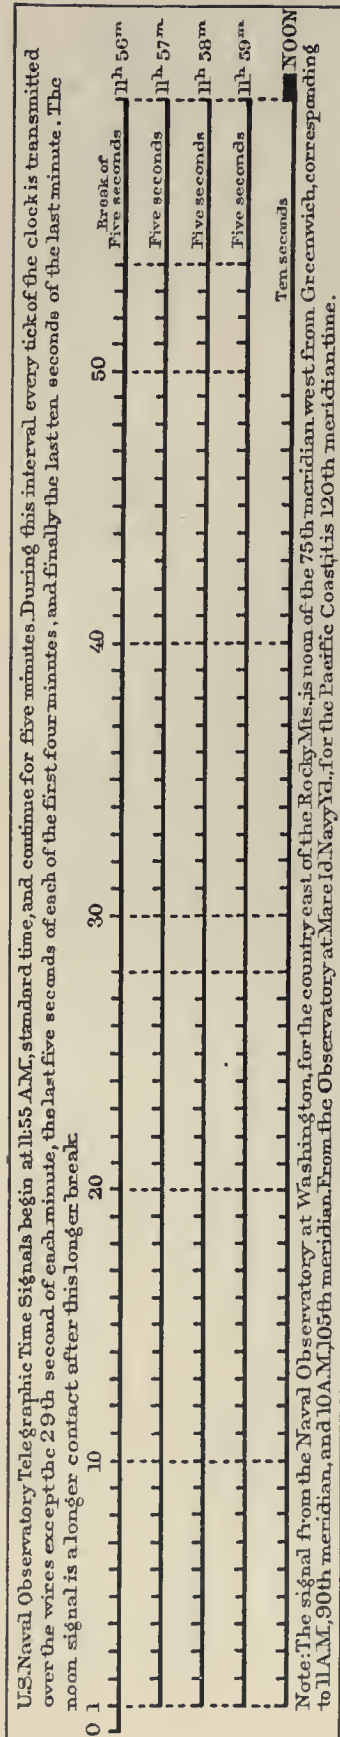 U.S. Naval Observatory Telegraphic Time Signals begin at 11:55 A.M., standard time, and continue for five minutes. During this interval every tick of the clock is transmitted
over the wires except the 29th second of each minute, the last five seconds of each of the first four minutes, and finally the last ten seconds of the last minute. The
noon signal is a longer contact after this longer break.
0 1 10 20 30 40 50
Break of
Five seconds 11h 56m
Five seconds 11h 57m
Five seconds 11h 58m
Five seconds 11h 59m
Ten seconds NOON
Note: The signal from the Naval Observatory at Washington, for the country east of the Rocky Mts., is noon of the 75th meridian west from Greenwich, corresponding
to 11 A.M., 90th meridian, and 10 A.M., 105th meridian. From the Observatory at Mare Id. Navy Yd., for the Pacific Coast, it is 120th meridian time.